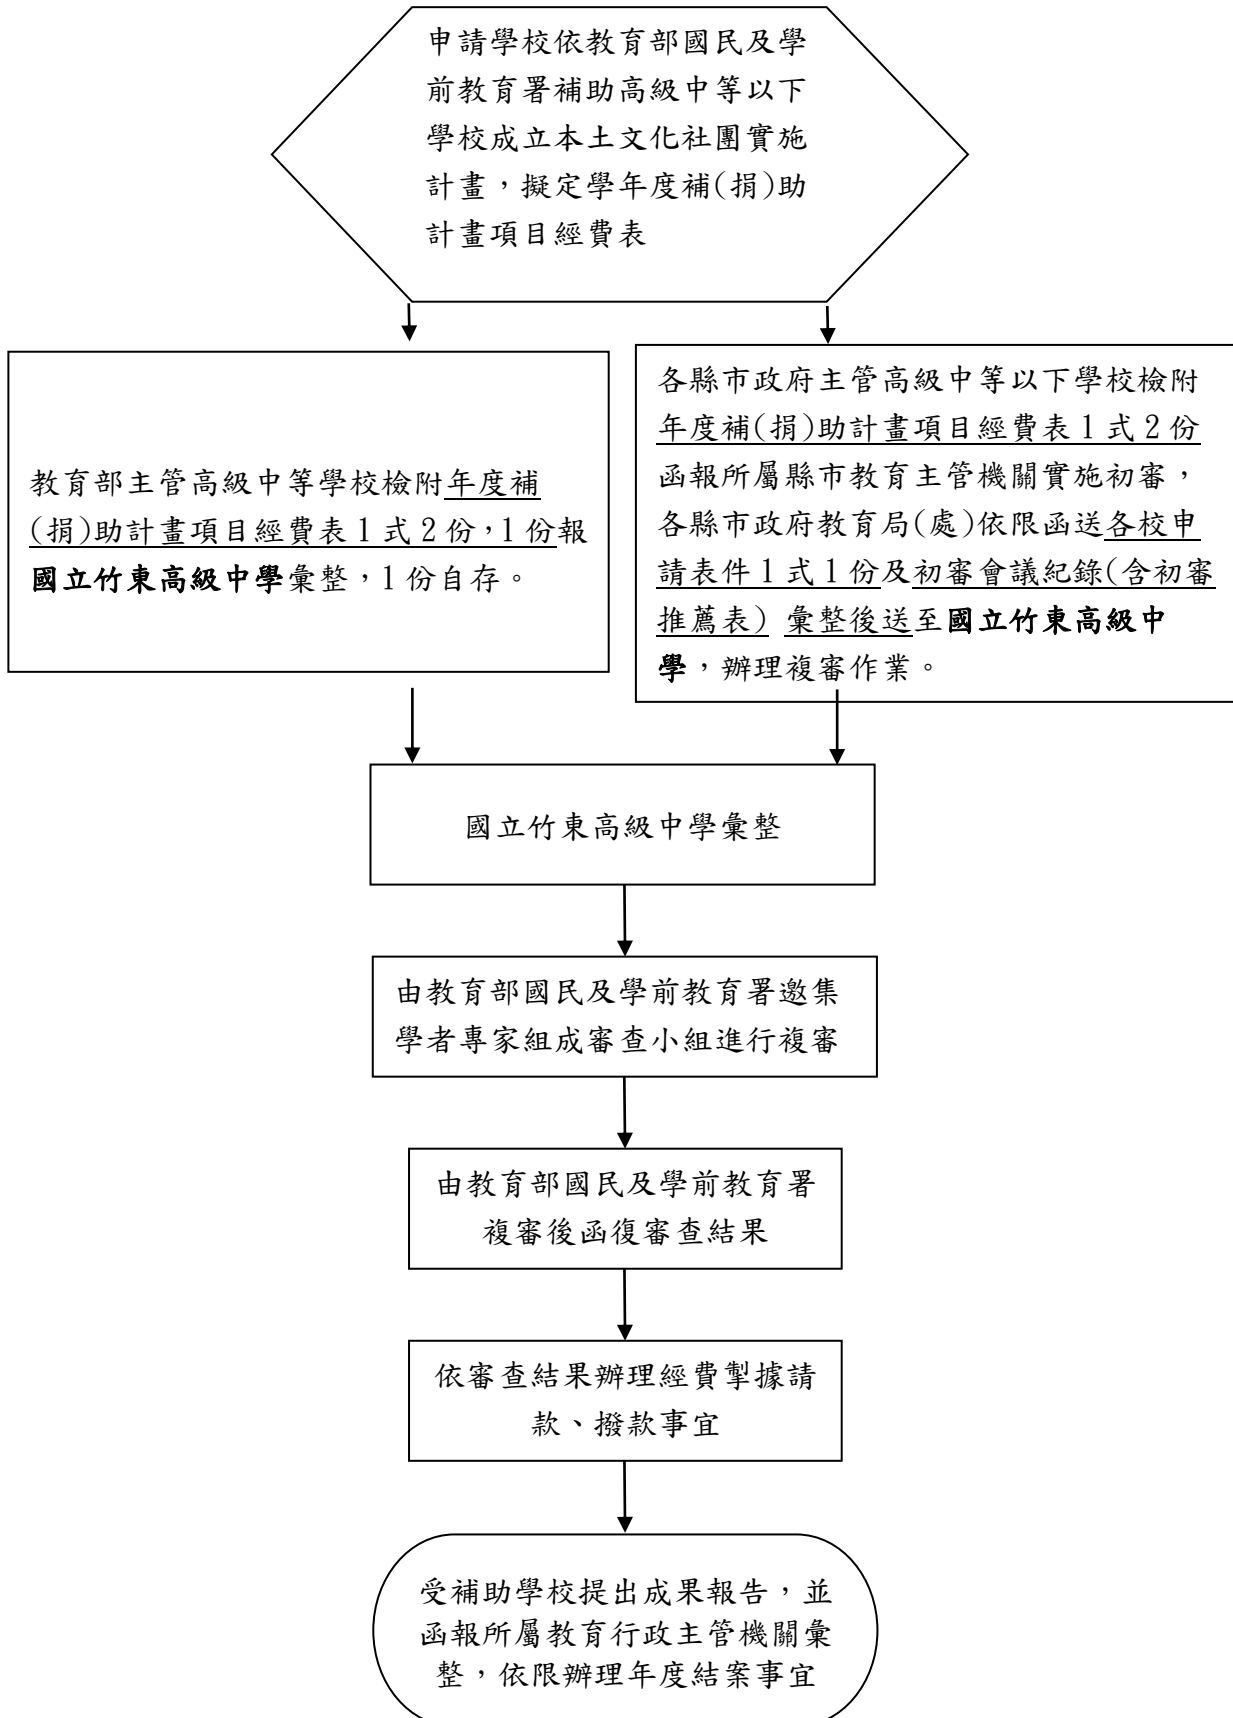 申請學校依教育部國民及學
前教育署補助高級中等以下
學校成立本土文化社團實施
計畫，擬定學年度補(捐)助
計畫項目經費表
教育部主管高級中等學校檢附年度補
(捐)助計畫項目經費表 1 式 2 份，1 份報
國立竹東高級中學彙整，1 份自存。
各縣市政府主管高級中等以下學校檢附
年度補(捐)助計畫項目經費表 1 式 2 份
函報所屬縣市教育主管機關實施初審，
各縣市政府教育局(處)依限函送各校申
請表件 1 式 1 份及初審會議紀錄(含初審
推薦表) 彙整後送至國立竹東高級中
學，辦理複審作業。
國立竹東高級中學彙整
由教育部國民及學前教育署邀集
學者專家組成審查小組進行複審
由教育部國民及學前教育署
複審後函復審查結果
依審查結果辦理經費掣據請
款、撥款事宜
受補助學校提出成果報告，並
函報所屬教育行政主管機關彙
整，依限辦理年度結案事宜